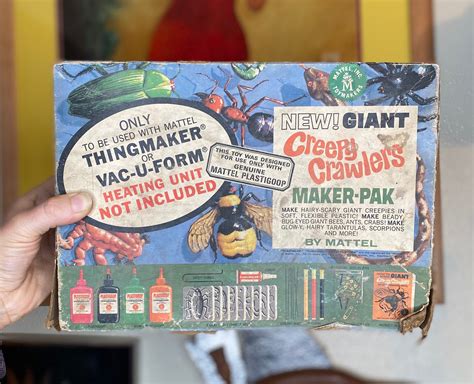 ONLY
TO BE USED WITH MATTEL
THINGMAKER®
OR
VAC-U-FORM®
HEATING UNIT
NOT INCLUDED
THIS TOY WAS DESIGNED
FOR USE ONLY WITH
GENUINE
MATTEL PLASTIGOOP
MATTEL, INC.
TOYMAKERS
M
NEW! GIANT
Creepy
Crawlers
MAKER-PAK
MAKE HAIRY-SCARY GIANT CREEPIES IN
SOFT, FLEXIBLE PLASTIC! MAKE BEADY,
BUG-EYED GIANT BEES, ANTS, CRABS! MAKE
GLOW-Y, HAIRY TARANTULAS, SCORPIONS
AND MORE!
BY MATTEL
GIANT